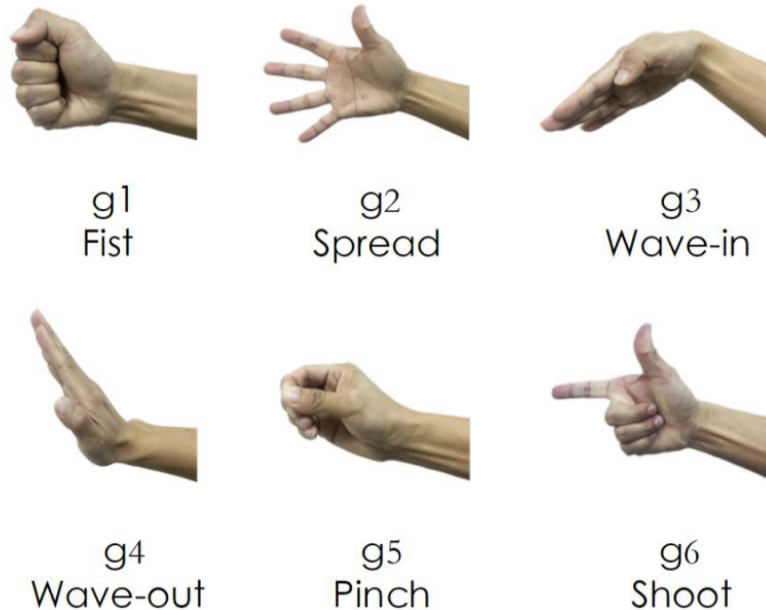 g1
Fist
g2
Spread
g3
Wave-in
g4
Wave-out
g5
Pinch
g6
Shoot